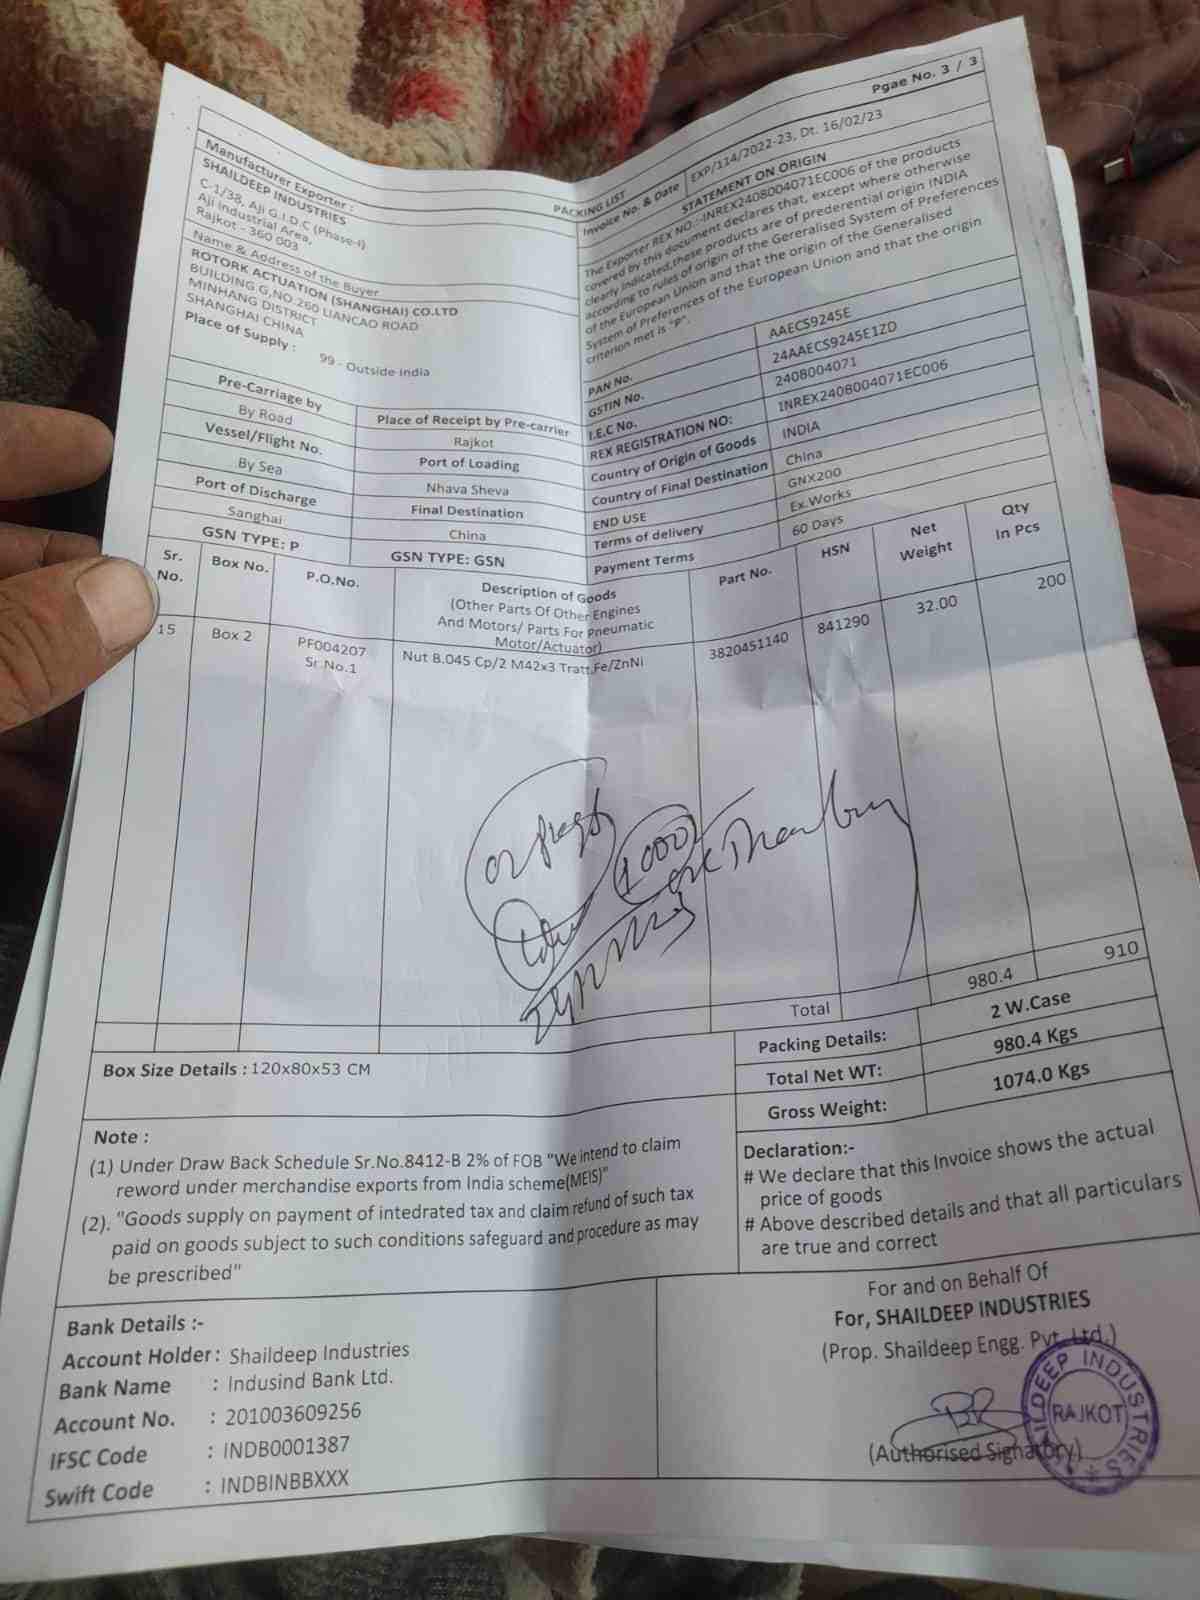 Pgae No. 3 / 3
PACKING LIST
Manufacturer Exporter :
SHAILDEEP INDUSTRIES
C-1/38, Aji G.I.D.C (Phase-I)
Aji Industrial Area,
Rajkot - 360 003
Name & Address of the Buyer
ROTORK ACTUATION (SHANGHAI) CO.LTD
BUILDING G,NO.260 LIANCAO ROAD
MINHANG DISTRICT
SHANGHAI CHINA
Place of Supply :
99 - Outside india
Invoice No. & Date
EXP/114/2022-23, Dt. 16/02/23
STATEMENT ON ORIGIN
The Exporter REX NO.-INREX2408004071EC006 of the products
covered by this document declares that, except where otherwise
clearly indicated,those products are of prederential origin INDIA
according to rules of origin of the Gereralised System of Preferences
of the European Union and that the origin of the Generalised
System of Preferences of the European Union and that the origin
criterion met is "P".
PAN No.
AAECS9245E
GSTIN No.
24AAECS9245E1ZD
I.E.C No.
2408004071
REX REGISTRATION NO:
INREX2408004071EC006
Country of Origin of Goods
INDIA
Country of Final Destination
China
END USE
GNX200
Terms of delivery
Ex.Works
Payment Terms
60 Days
Pre-Carriage by
By Road
Place of Receipt by Pre-carrier
Rajkot
Vessel/Flight No.
By Sea
Port of Loading
Nhava Sheva
Port of Discharge
Sanghai
Final Destination
China
GSN TYPE: P
GSN TYPE: GSN
Sr.
No.
Box No.
P.O.No.
Description of Goods
(Other Parts Of Other Engines
And Motors/ Parts For Pneumatic
Motor/Actuator)
Part No.
HSN
Net
Weight
Qty
In Pcs
15
Box 2
PF004207
Sr.No.1
Nut B.045 Cp/2 M42x3 Tratt.Fe/ZnNi
3820451140
841290
32.00
200
1000
Total
980.4
910
Box Size Details : 120x80x53 CM
Packing Details:
2 W.Case
Total Net WT:
980.4 Kgs
Gross Weight:
1074.0 Kgs
Note :
(1) Under Draw Back Schedule Sr.No.8412-B 2% of FOB "We intend to claim
reword under merchandise exports from India scheme(MEIS)"
(2). "Goods supply on payment of intedrated tax and claim refund of such tax
paid on goods subject to such conditions safeguard and procedure as may
be prescribed"
Declaration:-
# We declare that this Invoice shows the actual
price of goods
# Above described details and that all particulars
are true and correct
Bank Details :-
Account Holder: Shaildeep Industries
Bank Name : Indusind Bank Ltd.
Account No. : 201003609256
IFSC Code : INDB0001387
Swift Code : INDBINBBXXX
For and on Behalf Of
For, SHAILDEEP INDUSTRIES
(Prop. Shaildeep Engg. Pvt. Ltd.)
(Authorised Signatory)
SHAILDEEP INDUSTRIES
RAJKOT